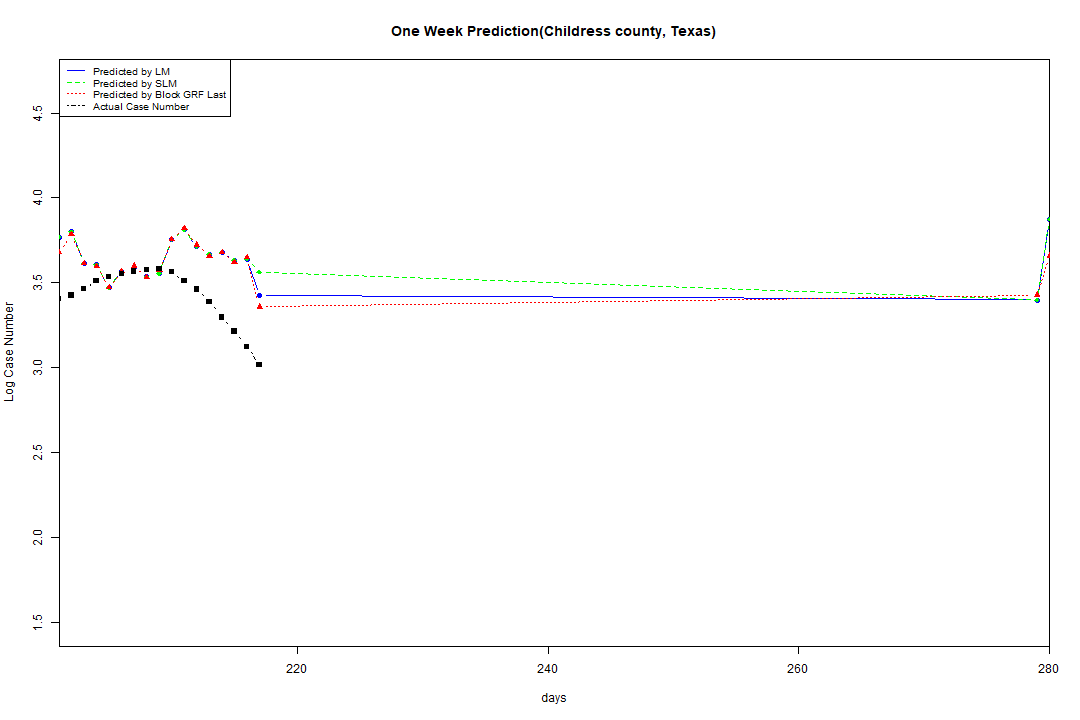 One Week Prediction(Childress county, Texas)
Predicted by LM
Predicted by SLM
Predicted by Block GRF Last
Actual Case Number
4.5
4.0
3.5
3.0
2.5
2.0
1.5
Log Case Number
220 240 260 280
days